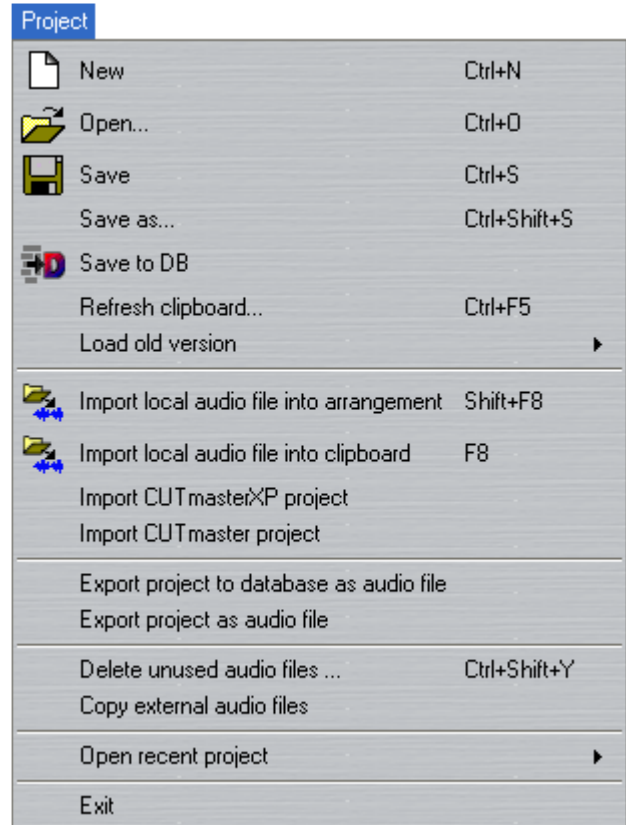 Project
New Ctrl+N
Open... Ctrl+O
Save Ctrl+S
Save as... Ctrl+Shift+S
Save to DB
Refresh clipboard... Ctrl+F5
Load old version
Import local audio file into arrangement Shift+F8
Import local audio file into clipboard F8
Import CUTmasterXP project
Import CUTmaster project
Export project to database as audio file
Export project as audio file
Delete unused audio files ... Ctrl+Shift+Y
Copy external audio files
Open recent project
Exit